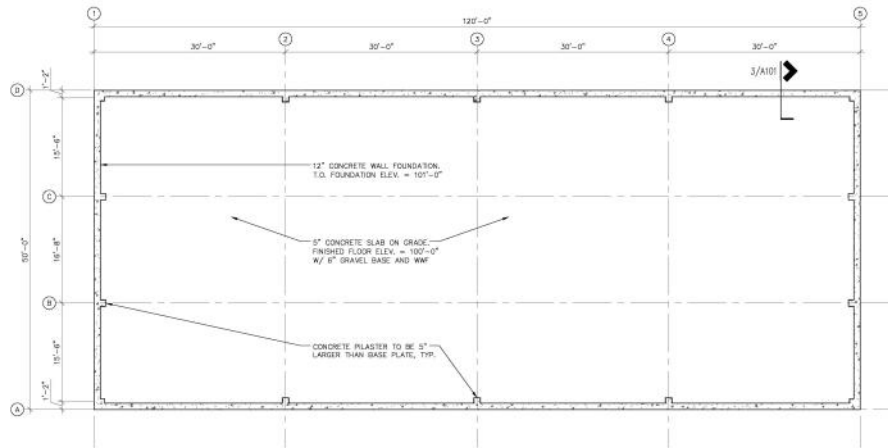 1
5
120'-0"
2
3
4
30'-0"
30'-0"
30'-0"
30'-0"
3/A101
D
1'-2"
15'-6"
12" CONCRETE WALL FOUNDATION.
T.O. FOUNDATION ELEV. = 101'-0"
C
50'-0"
16'-8"
5" CONCRETE SLAB ON GRADE.
FINISHED FLOOR ELEV. = 100'-0"
W/ 8" GRAVEL BASE AND WWF
B
15'-6"
CONCRETE PILASTER TO BE 5"
LARGER THAN BASE PLATE, TYP.
1'-2"
A